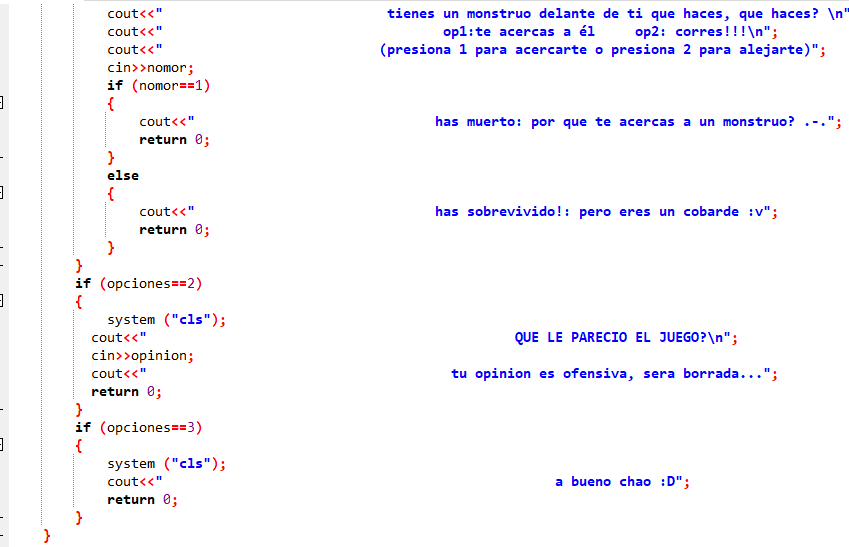 cout<<"                            tienes un monstruo delante de ti que haces, que haces? \n"
cout<<"                                   op1:te acercas a él     op2: corres!!!\n";
cout<<"                           (presiona 1 para acercarte o presiona 2 para alejarte)";
cin>>nomor;
if (nomor==1)
{
    cout<<"                              has muerto: por que te acercas a un monstruo? .-.";
    return 0;
}
else
{
    cout<<"                              has sobrevivido!: pero eres un cobarde :v";
    return 0;
}
}
if (opciones==2)
{
    system ("cls");
  cout<<"                                              QUE LE PARECIO EL JUEGO?\n";
  cin>>opinion;
  cout<<"                                      tu opinion es ofensiva, sera borrada...";
  return 0;
}
if (opciones==3)
{
    system ("cls");
    cout<<"                                                 a bueno chao :D";
    return 0;
}
}